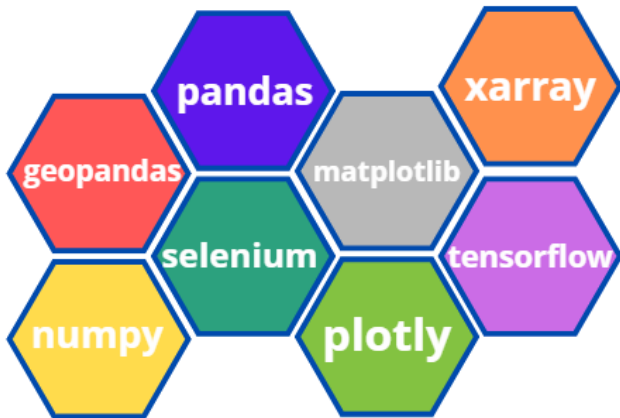 pandas
xarray
geopandas
matplotlib
selenium
tensorflow
numpy
plotly